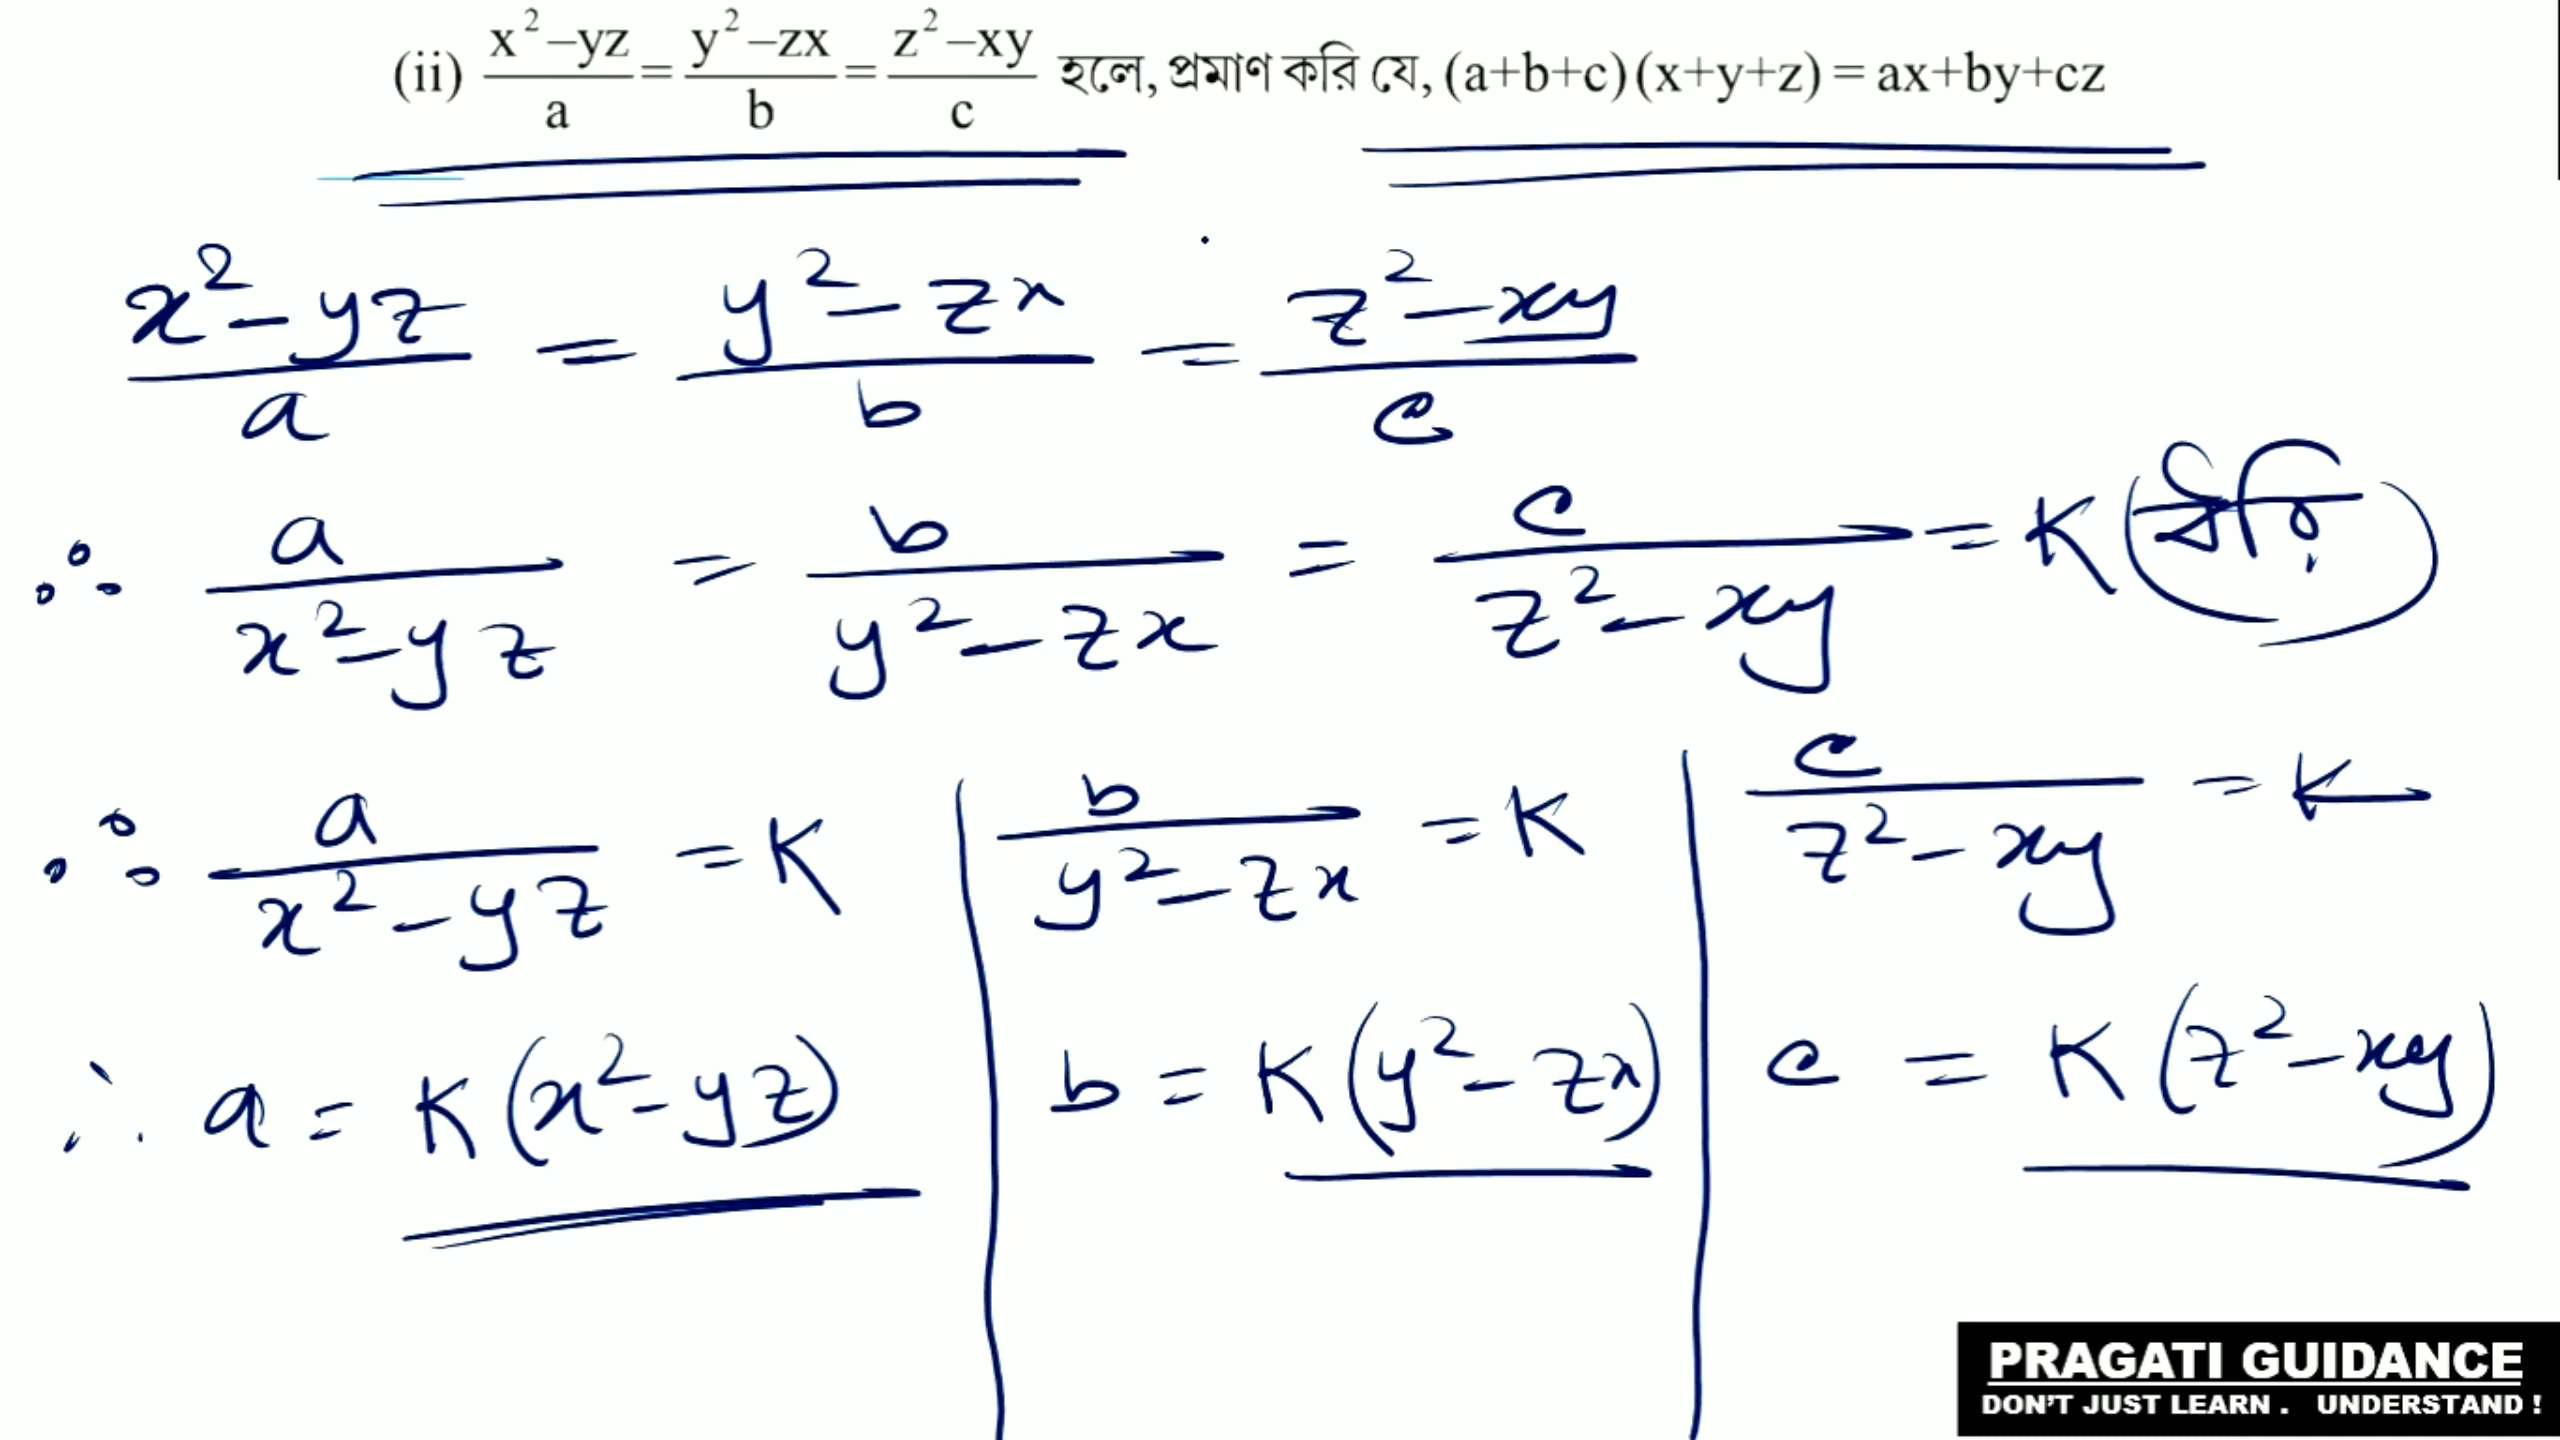 (ii) x²–yz/a = y²–zx/b = z²–xy/c হলে, প্রমাণ করি যে, (a+b+c)(x+y+z) = ax+by+cz
x²–yz/a = y²–zx/b = z²–xy/c
∴ a/x²–yz = b/y²–zx = c/z²–xy = K (ধরি)
∴ a/x²–yz = K | b/y²–zx = K | c/z²–xy = K
∴ a = K(x²–yz) | b = K(y²–zx) | c = K(z²–xy)
PRAGATI GUIDANCE
DON'T JUST LEARN. UNDERSTAND!